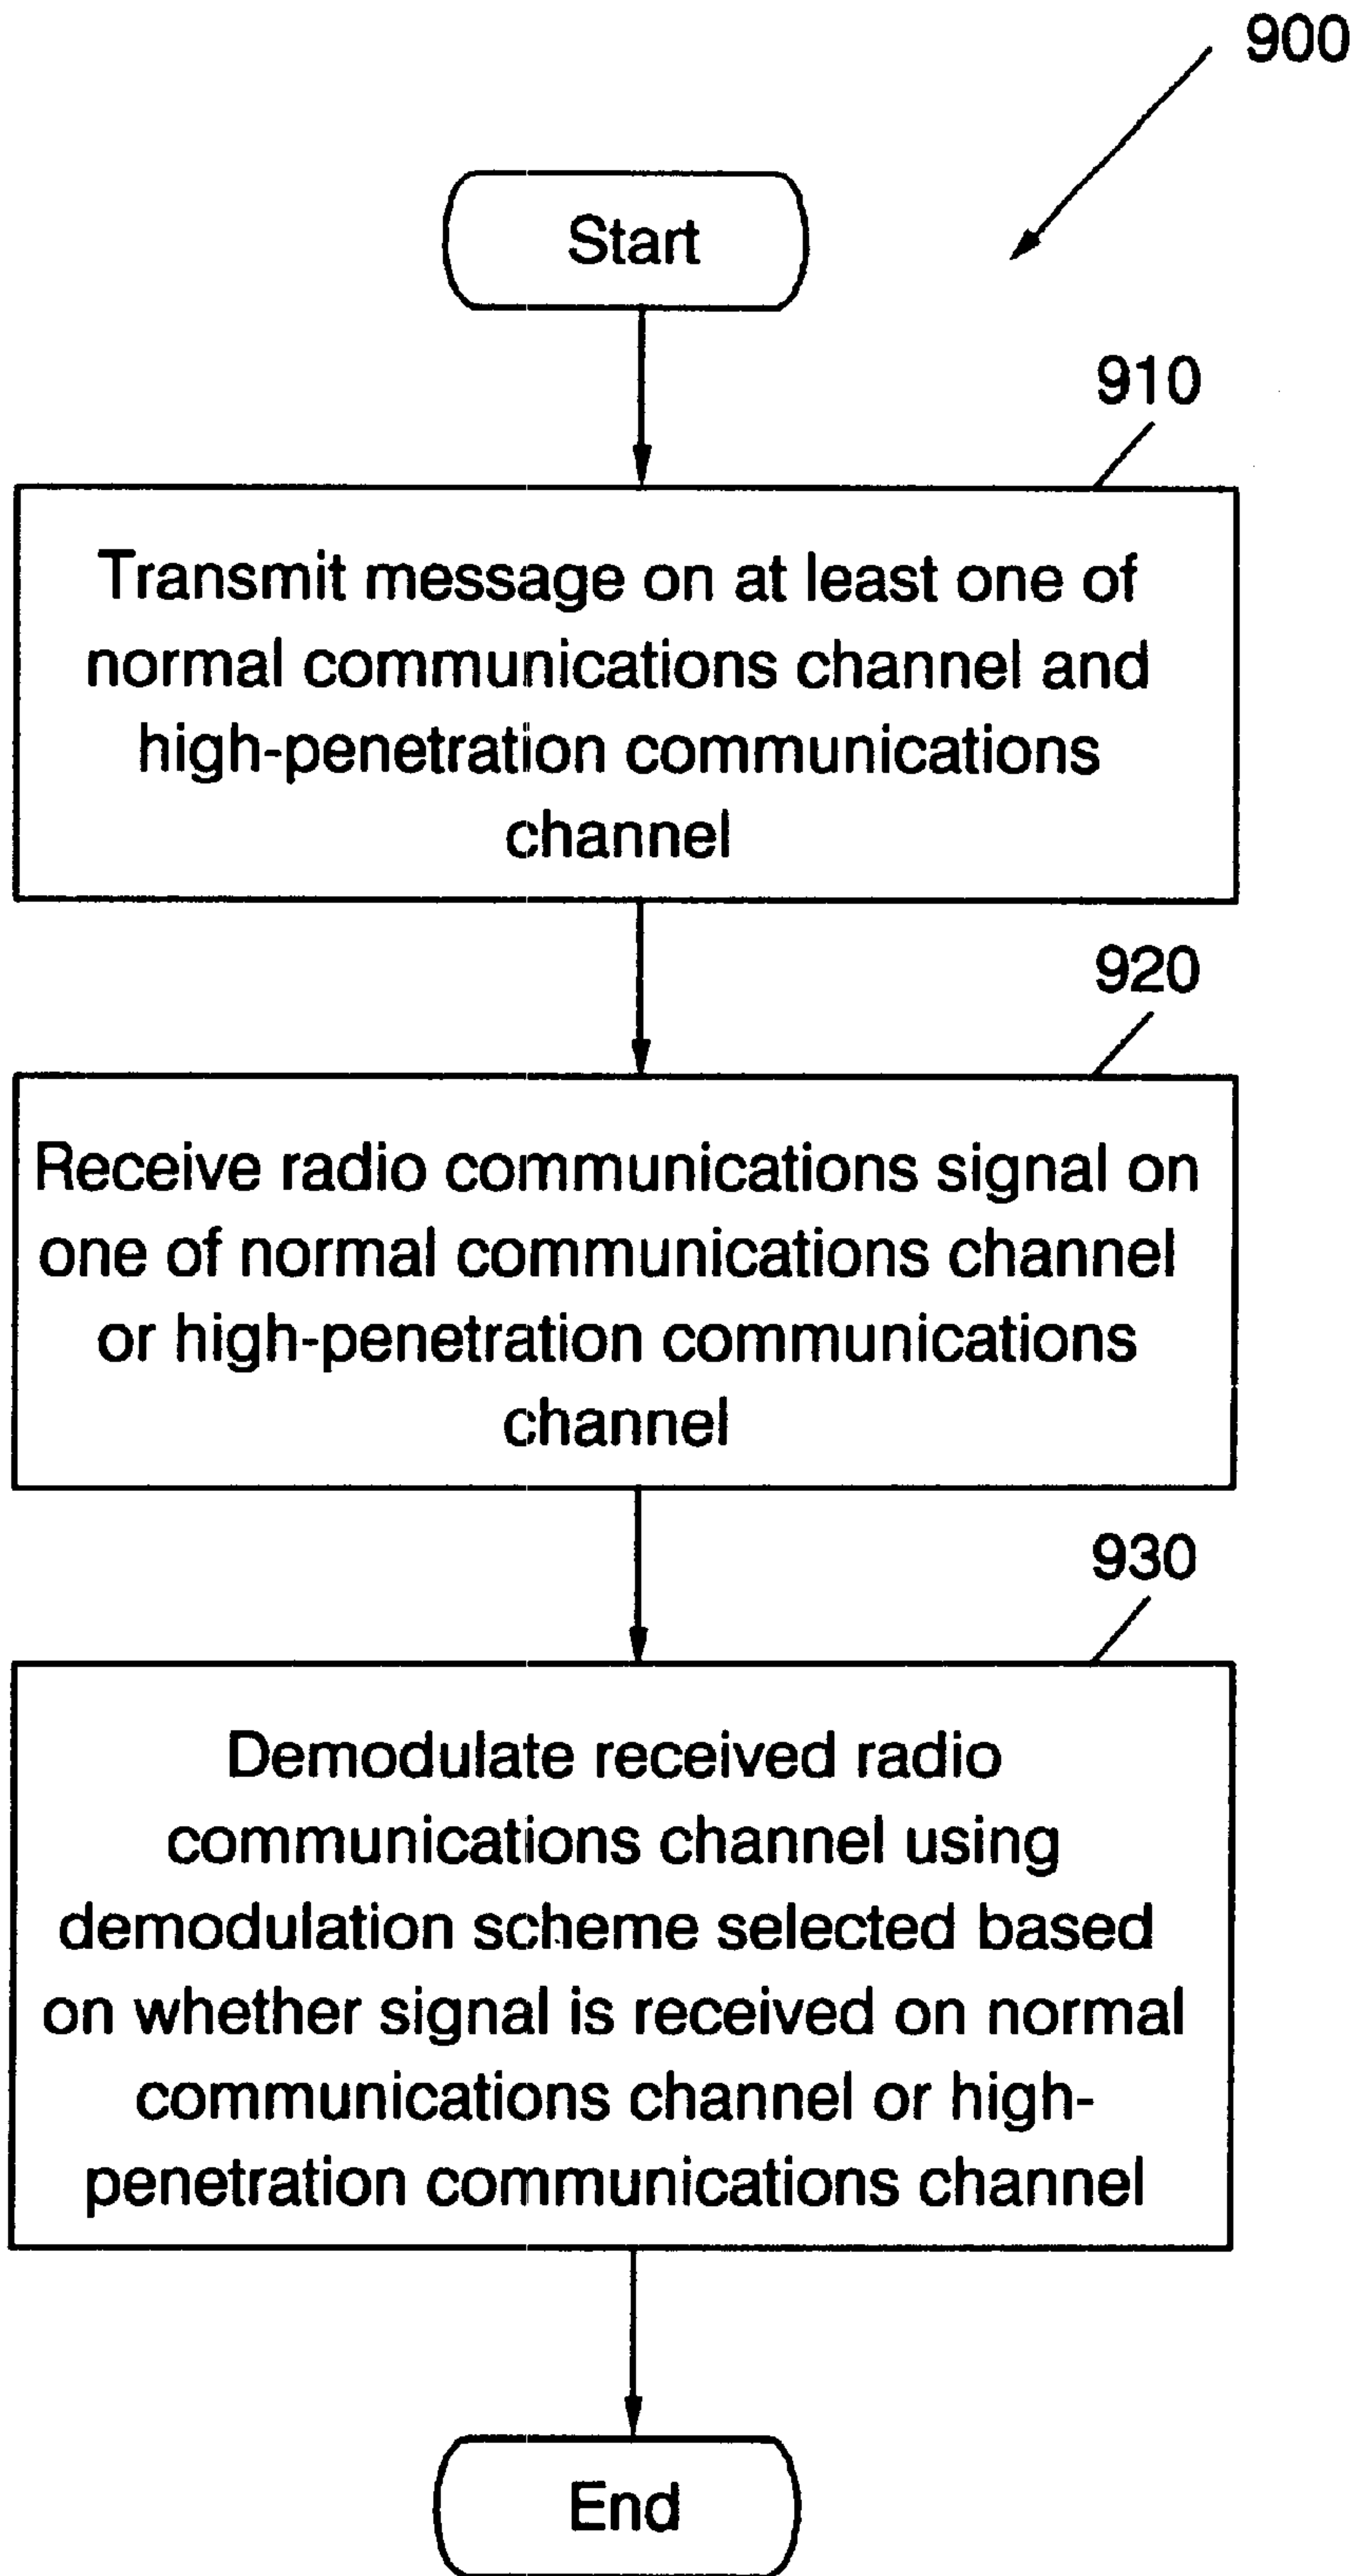 900
Start
910
Transmit message on at least one of
normal communications channel and
high-penetration communications
channel
920
Receive radio communications signal on
one of normal communications channel
or high-penetration communications
channel
930
Demodulate received radio
communications channel using
demodulation scheme selected based
on whether signal is received on normal
communications channel or high-
penetration communications channel
End